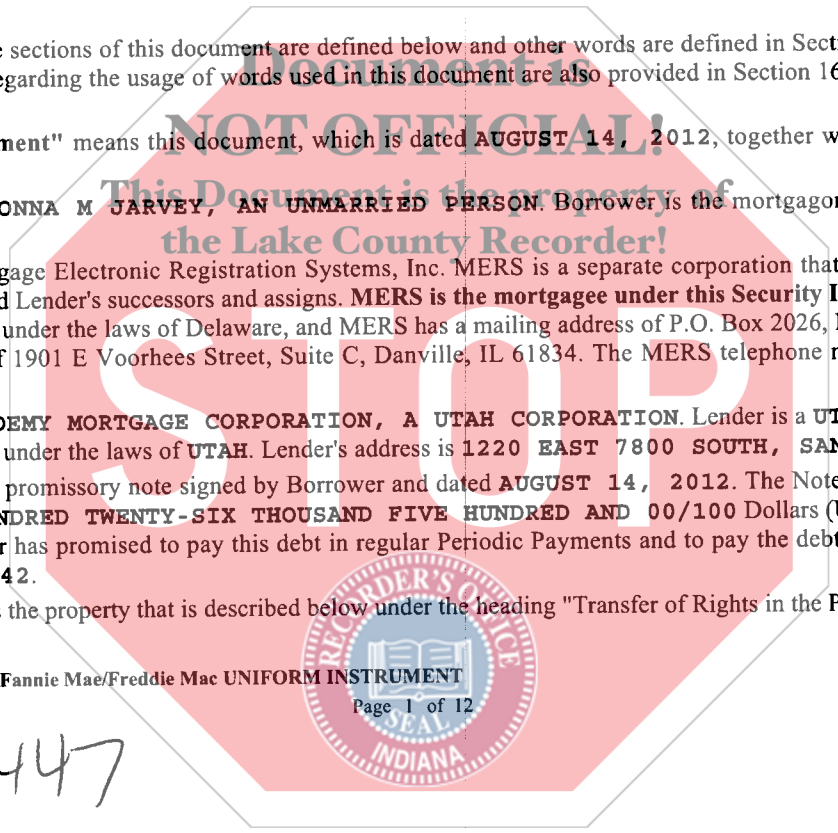 sections of this document are defined below and other words are defined in Sect
egarding the usage of words used in this document are also provided in Section 16
Document is
NOT OFFICIAL!
ment" means this document, which is dated AUGUST 14, 2012, together w
This Document is the property of
ONNA M JARVEY, AN UNMARRIED PERSON. Borrower is the mortgagor
the Lake County Recorder!
gage Electronic Registration Systems, Inc. MERS is a separate corporation that
d Lender's successors and assigns. MERS is the mortgagee under this Security I
under the laws of Delaware, and MERS has a mailing address of P.O. Box 2026,
f 1901 E Voorhees Street, Suite C, Danville, IL 61834. The MERS telephone
STOP
DEMY MORTGAGE CORPORATION, A UTAH CORPORATION. Lender is a UT
under the laws of UTAH. Lender's address is 1220 EAST 7800 SOUTH, SAN
promissory note signed by Borrower and dated AUGUST 14, 2012. The Note
NDRED TWENTY-SIX THOUSAND FIVE HUNDRED AND 00/100 Dollars (U
r has promised to pay this debt in regular Periodic Payments and to pay the debt
42.
the property that is described below under the heading "Transfer of Rights in the P
RECORDER'S OFFICE
Fannie Mae/Freddie Mac UNIFORM INSTRUMENT
Page 1 of 12
SEAL
INDIANA
447